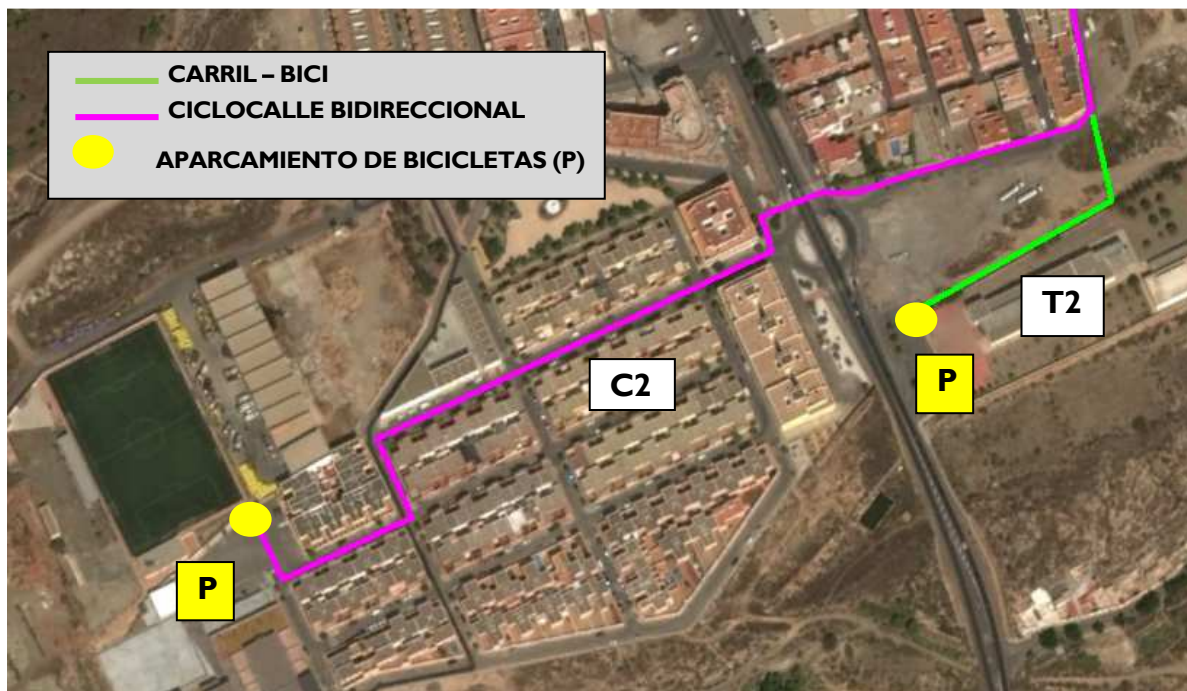 CARRIL – BICI
CICLOCALLE BIDIRECCIONAL
APARCAMIENTO DE BICICLETAS (P)
T2
P
C2
P